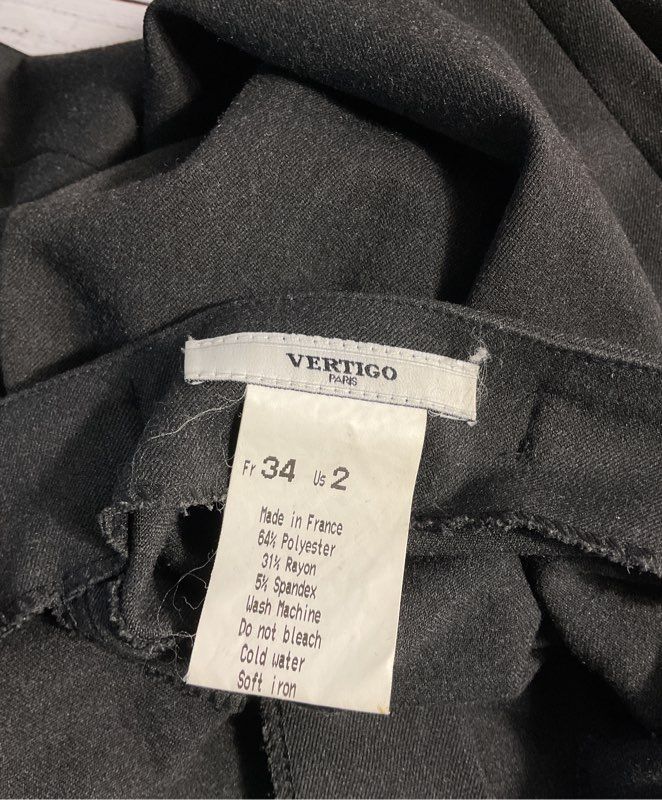 VERTIGO
PARIS
Fr 34 Us 2
Made in France
64% Polyester
31% Rayon
5% Spandex
Wash Machine
Do not bleach
Cold water
Soft iron